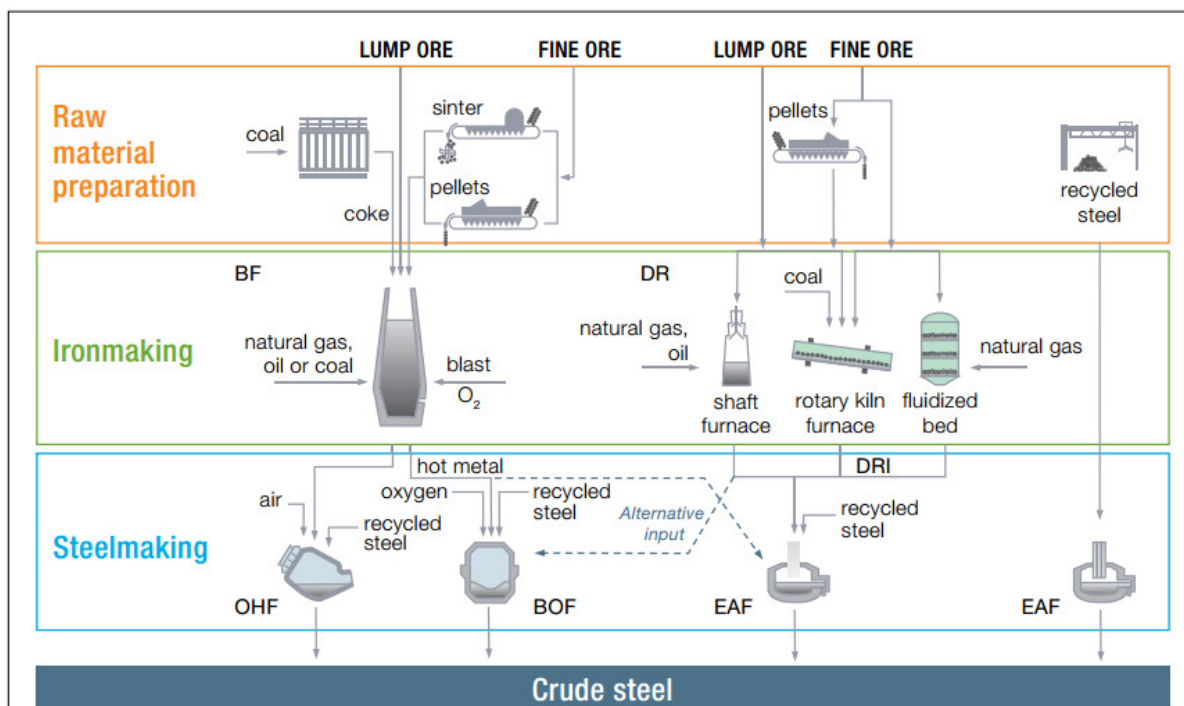 LUMP ORE
FINE ORE
LUMP ORE
FINE ORE
Raw
material
preparation
coal
coke
sinter
pellets
pellets
recycled
steel
Ironmaking
BF
natural gas,
oil or coal
blast
O₂
DR
natural gas,
oil
coal
natural gas
shaft
furnace
rotary kiln
furnace
fluidized
bed
Steelmaking
hot metal
air
recycled
steel
oxygen
recycled
steel
Alternative
input
DRI
recycled
steel
OHF
BOF
EAF
EAF
Crude steel